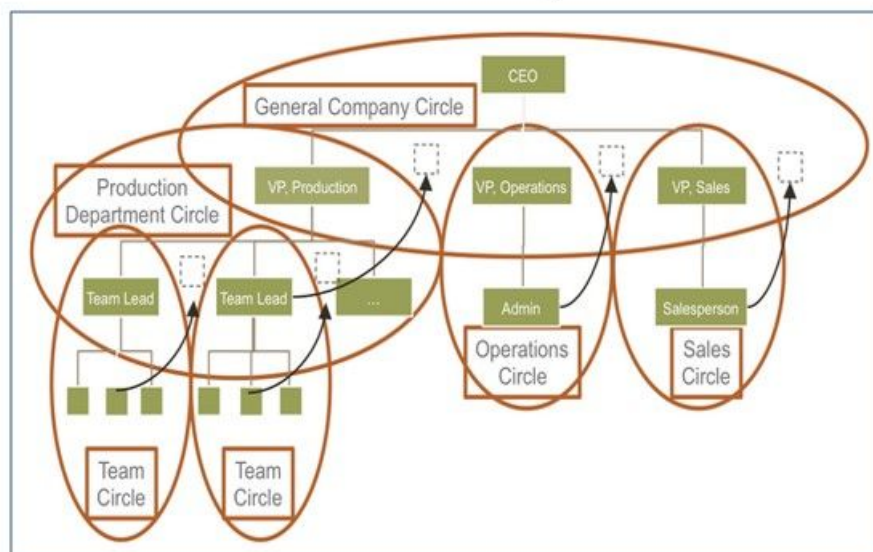 CEO
General Company Circle
VP, Production
VP, Operations
VP, Sales
Production
Department Circle
Team Lead
Team Lead
...
Admin
Salesperson
Operations
Circle
Sales
Circle
Team
Circle
Team
Circle